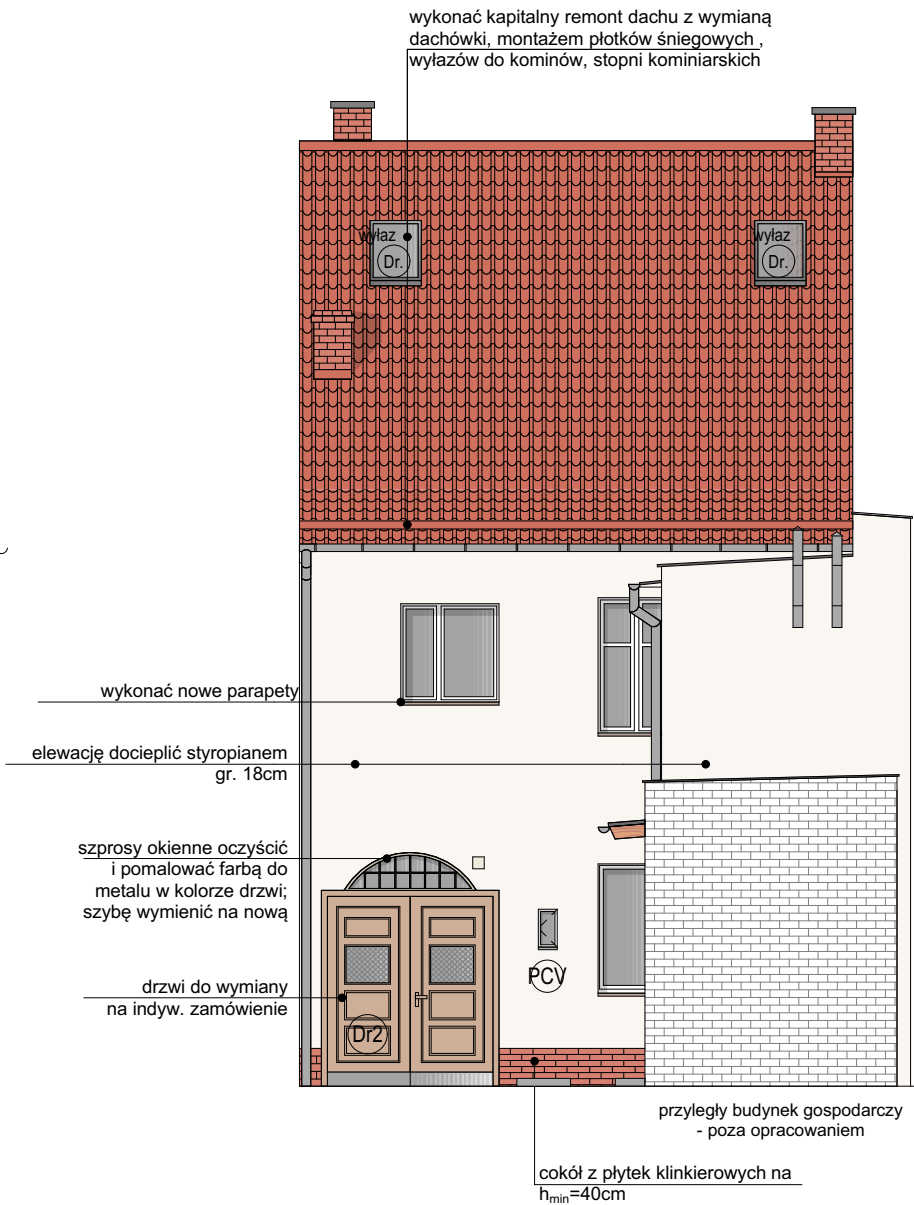 wykonać kapitalny remont dachu z wymianą
dachówki, montażem płotków śniegowych ,
wyłazów do kominów, stopni kominiarskich
wyłaz
Dr.
wyłaz
Dr.
wykonać nowe parapety
elewację docieplić styropianem
gr. 18cm
szprosy okienne oczyścić
i pomalować farbą do
metalu w kolorze drzwi;
szybę wymienić na nową
PCV
drzwi do wymiany
na indyw. zamówienie
Dr2
przyległy budynek gospodarczy
- poza opracowaniem
cokół z płytek klinkierowych na
hmin=40cm